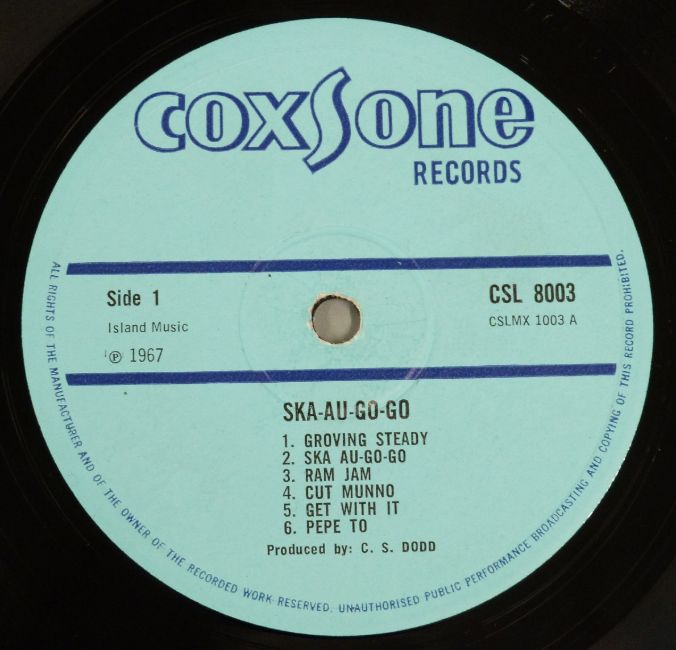 coxsone
RECORDS
Side 1
Island Music
℗ 1967
CSL 8003
CSLMX 1003 A
SKA-AU-GO-GO
1. GROVING STEADY
2. SKA AU-GO-GO
3. RAM JAM
4. CUT MUNNO
5. GET WITH IT
6. PEPE TO
Produced by: C. S. DODD
ALL RIGHTS OF THE MANUFACTURER AND OF THE OWNER OF THE RECORDED WORK RESERVED. UNAUTHORISED PUBLIC PERFORMANCE BROADCASTING AND COPYING OF THIS RECORD PROHIBITED.